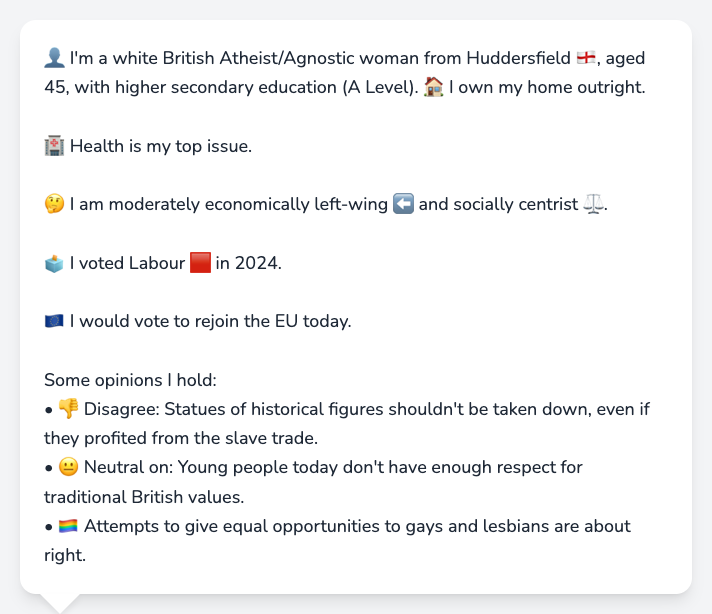 👤 I'm a white British Atheist/Agnostic woman from Huddersfield 🏴󠁧󠁢󠁥󠁮󠁧󠁿, aged
45, with higher secondary education (A Level). 🏠 I own my home outright.
🏥 Health is my top issue.
🤔 I am moderately economically left-wing ⬅️ and socially centrist ⚖️.
🗳️ I voted Labour 🟥 in 2024.
🇪🇺 I would vote to rejoin the EU today.
Some opinions I hold:
• 👎 Disagree: Statues of historical figures shouldn't be taken down, even if
they profited from the slave trade.
• 😐 Neutral on: Young people today don't have enough respect for
traditional British values.
• 🏳️‍🌈 Attempts to give equal opportunities to gays and lesbians are about
right.